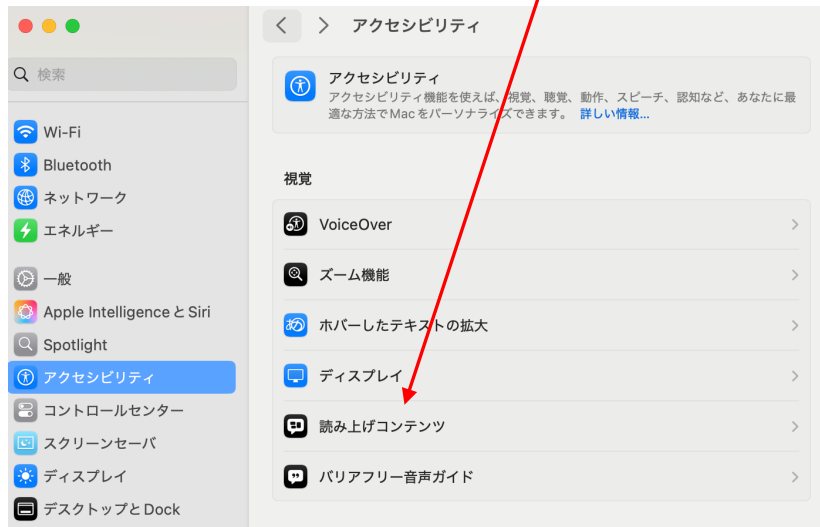 アクセシビリティ
検索
Wi-Fi
Bluetooth
ネットワーク
エネルギー
一般
Apple Intelligence と Siri
Spotlight
アクセシビリティ
コントロールセンター
スクリーンセーバ
ディスプレイ
デスクトップと Dock
アクセシビリティ
アクセシビリティ機能を使えば、視覚、聴覚、動作、スピーチ、認知など、あなたに最
適な方法で Mac をパーソナライズできます。 詳しい情報...
視覚
VoiceOver
ズーム機能
ホバーしたテキストの拡大
ディスプレイ
読み上げコンテンツ
バリアフリー音声ガイド